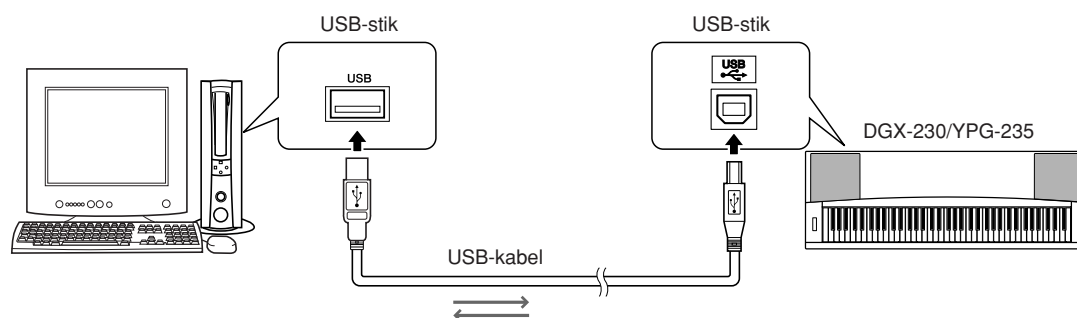 USB-stik
USB-stik
USB
USB
DGX-230/YPG-235
USB-kabel